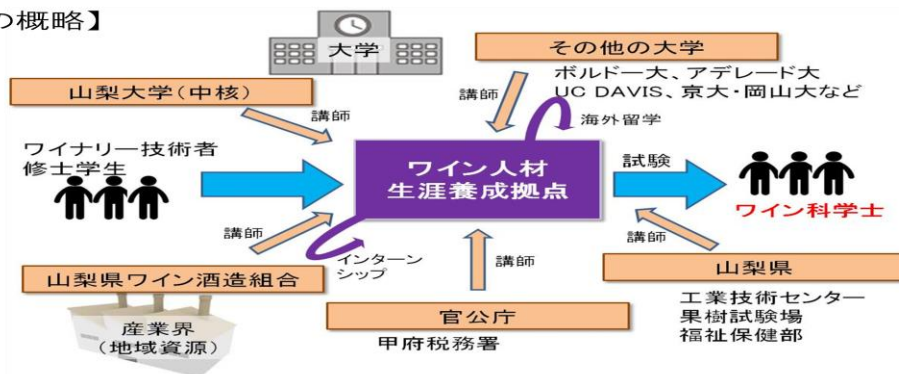 の概略】
大学
その他の大学
ボルドー大、アデレード大
UC DAVIS、京大・岡山大など
山梨大学(中核)
講師
講師
海外留学
ワイナリー技術者
修士学生
ワイン人材
生涯養成拠点
試験
ワイン科学士
講師
インターン
シップ
講師
講師
山梨県ワイン酒造組合
産業界
(地域資源)
官公庁
甲府税務署
山梨県
工業技術センター
果樹試験場
福祉保健部